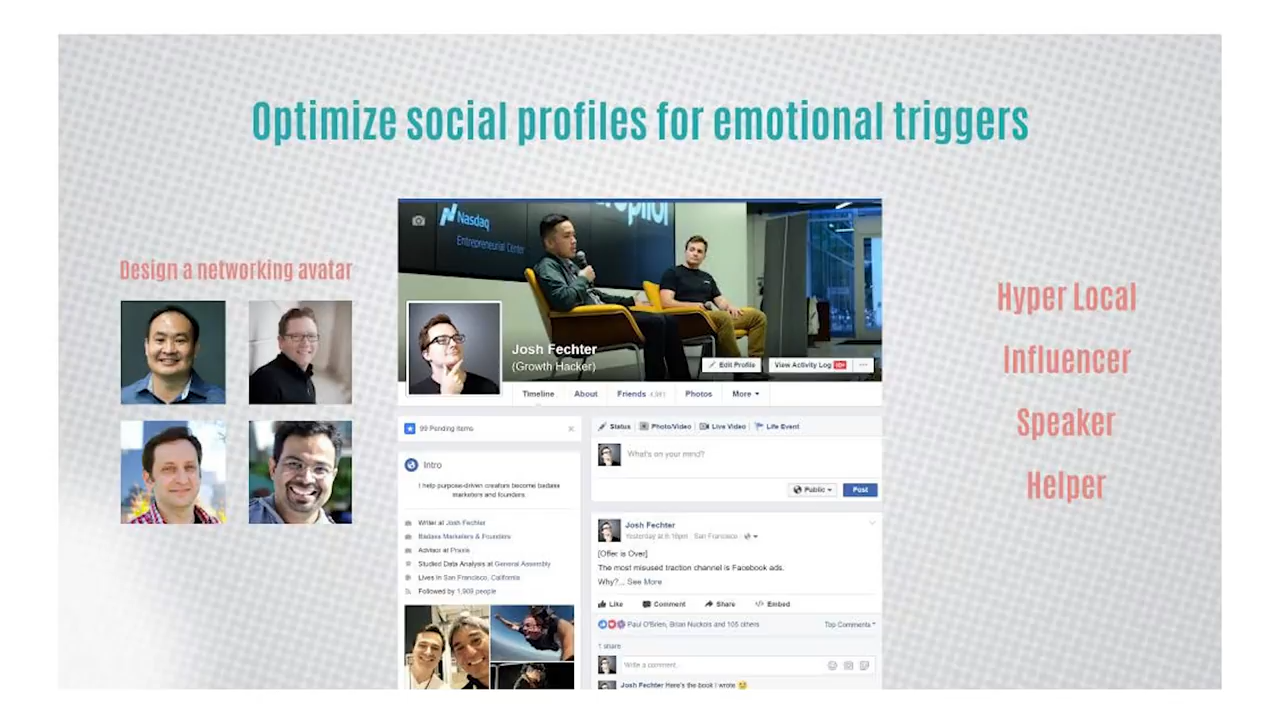 Optimize social profiles for emotional triggers
Design a networking avatar
Nasdaq
Entrepreneurial Center
Josh Fechter
(Growth Hacker)
Edit Profile
View Activity Log
Timeline
About
Friends
Photos
More
99 Pending Items
Intro
I help purpose-driven creators become badass
marketers and founders.
Writer at Josh Fechter
Badass Marketers & Founders
Advisor at Praxis
Studied Data Analysis at General Assembly
Lives in San Francisco, California
Followed by 1,909 people
Status
Photo/Video
Live Video
Life Event
What's on your mind?
Public
Post
Josh Fechter
Yesterday at 6:16pm · San Francisco
[Offer is Over]
The most misused traction channel is Facebook ads.
Why?... See More
Like
Comment
Share
Embed
Paul O'Brien, Brian Nuckols and 105 others
Top Comments
1 share
Write a comment...
Josh Fechter Here's the book I wrote
Hyper Local
Influencer
Speaker
Helper